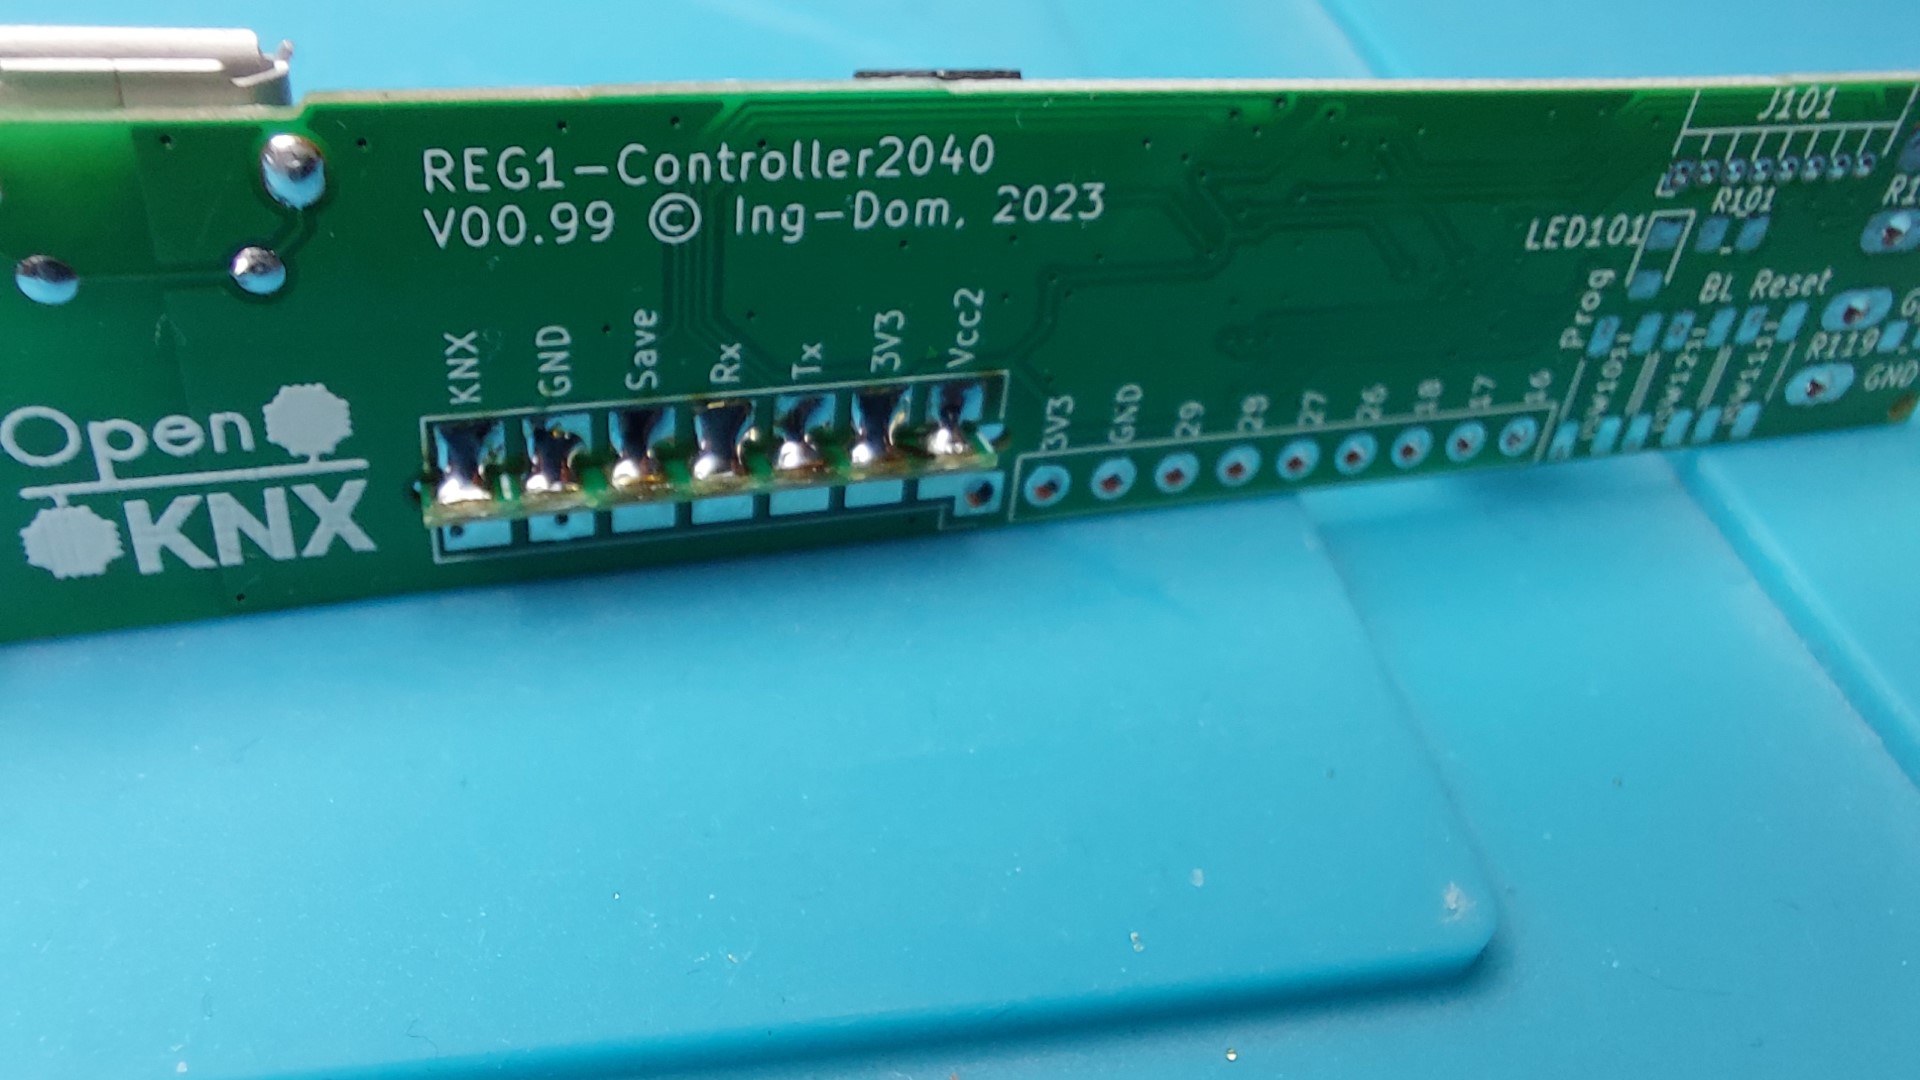 REG1-Controller2040
V00.99 © Ing-Dom, 2023
J101
R101
LED101
Prog
BL Reset
R119
GND
KNX
GND
Save
Rx
Tx
3V3
Vcc2
3V3
GND
29
28
27
26
18
17
16
Open
KNX